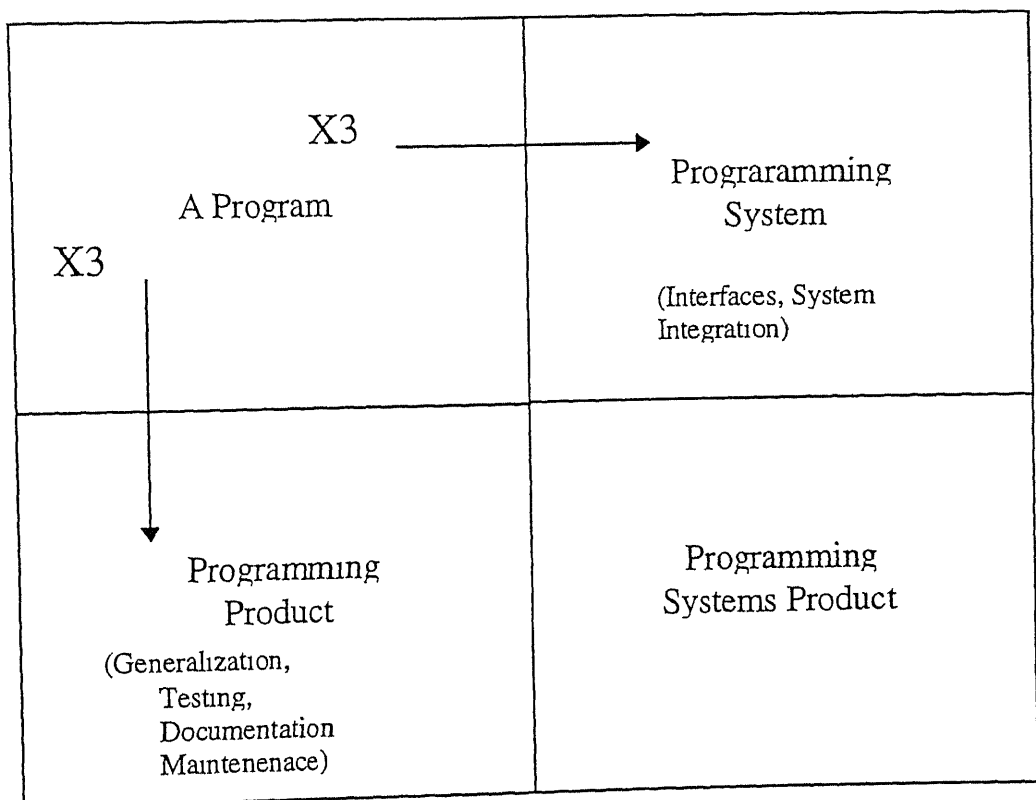 X3
A Program
X3
Prograramming
System
(Interfaces, System
Integration)
Programming
Product
(Generalization,
Testing,
Documentation
Maintenenace)
Programming
Systems Product